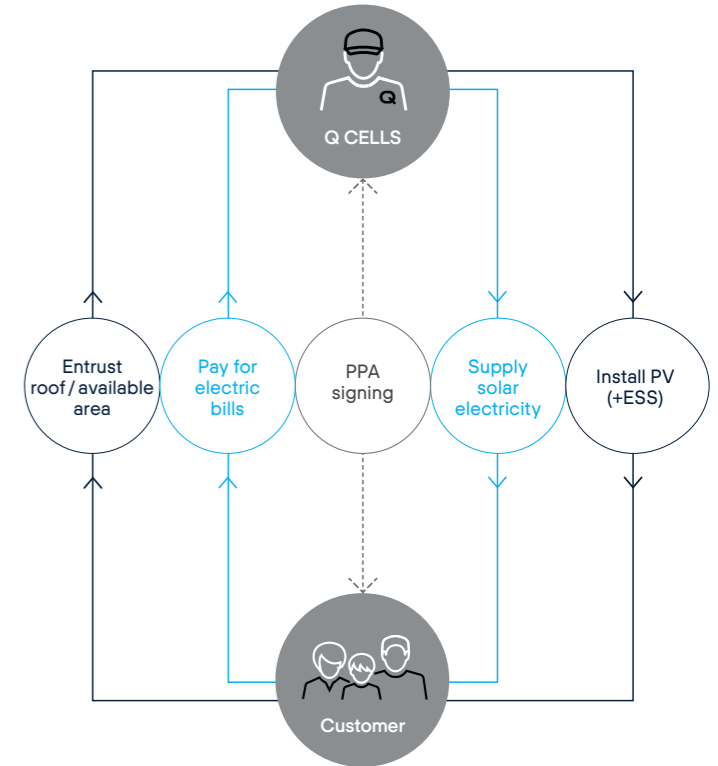 Q
Q CELLS
Entrust
roof / available
area
Pay for
electric
bills
PPA
signing
Supply
solar
electricity
Install PV
(+ESS)
Customer